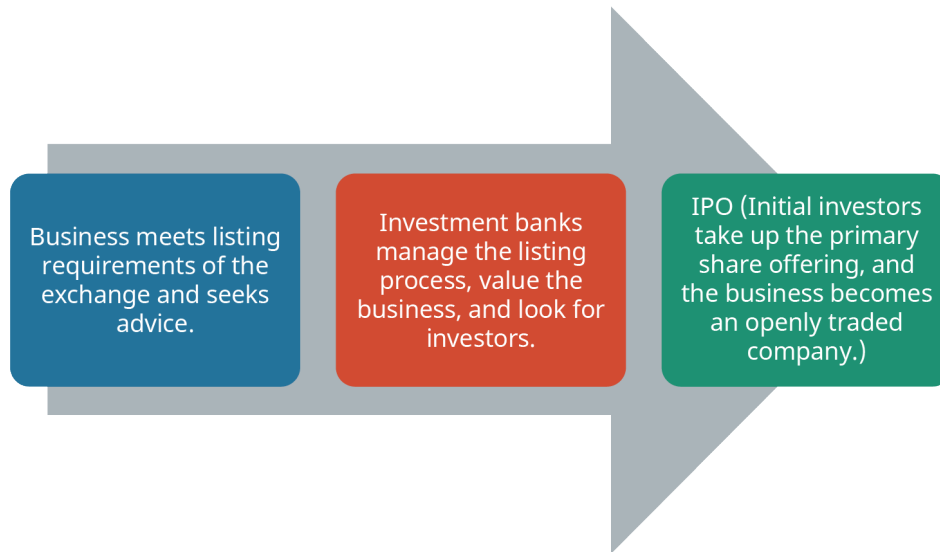 Business meets listing
requirements of the
exchange and seeks
advice.
Investment banks
manage the listing
process, value the
business, and look for
investors.
IPO (Initial investors
take up the primary
share offering, and
the business becomes
an openly traded
company.)